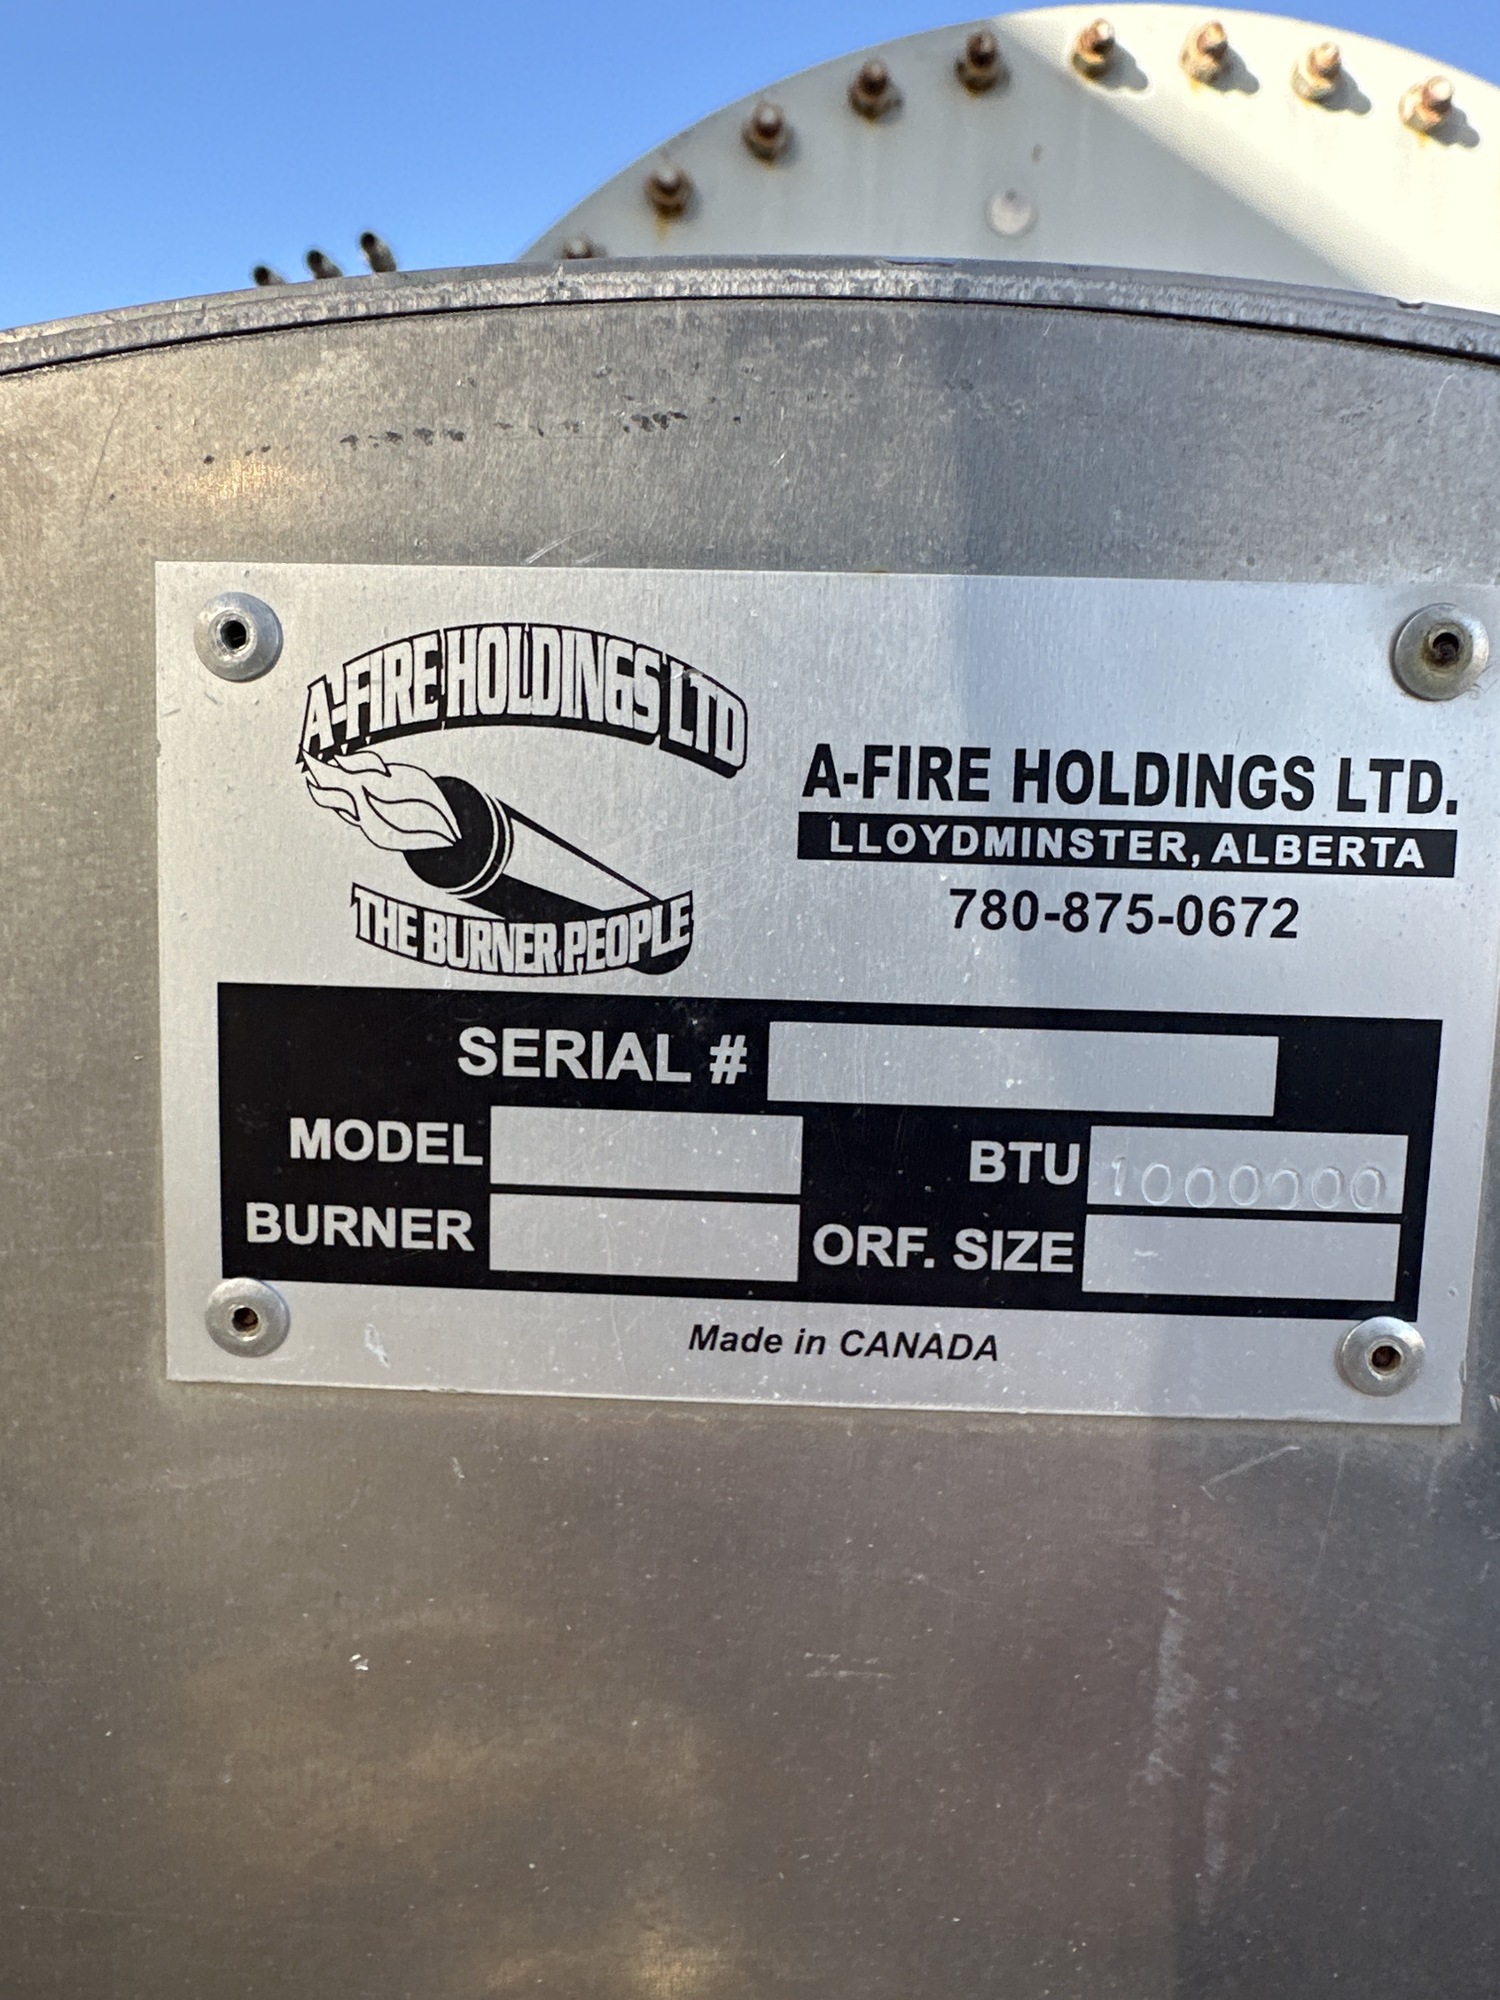 A-FIRE HOLDINGS LTD
THE BURNER PEOPLE
A-FIRE HOLDINGS LTD.
LLOYDMINSTER, ALBERTA
780-875-0672
SERIAL #
MODEL
BTU 1000000
BURNER
ORF. SIZE
Made in CANADA